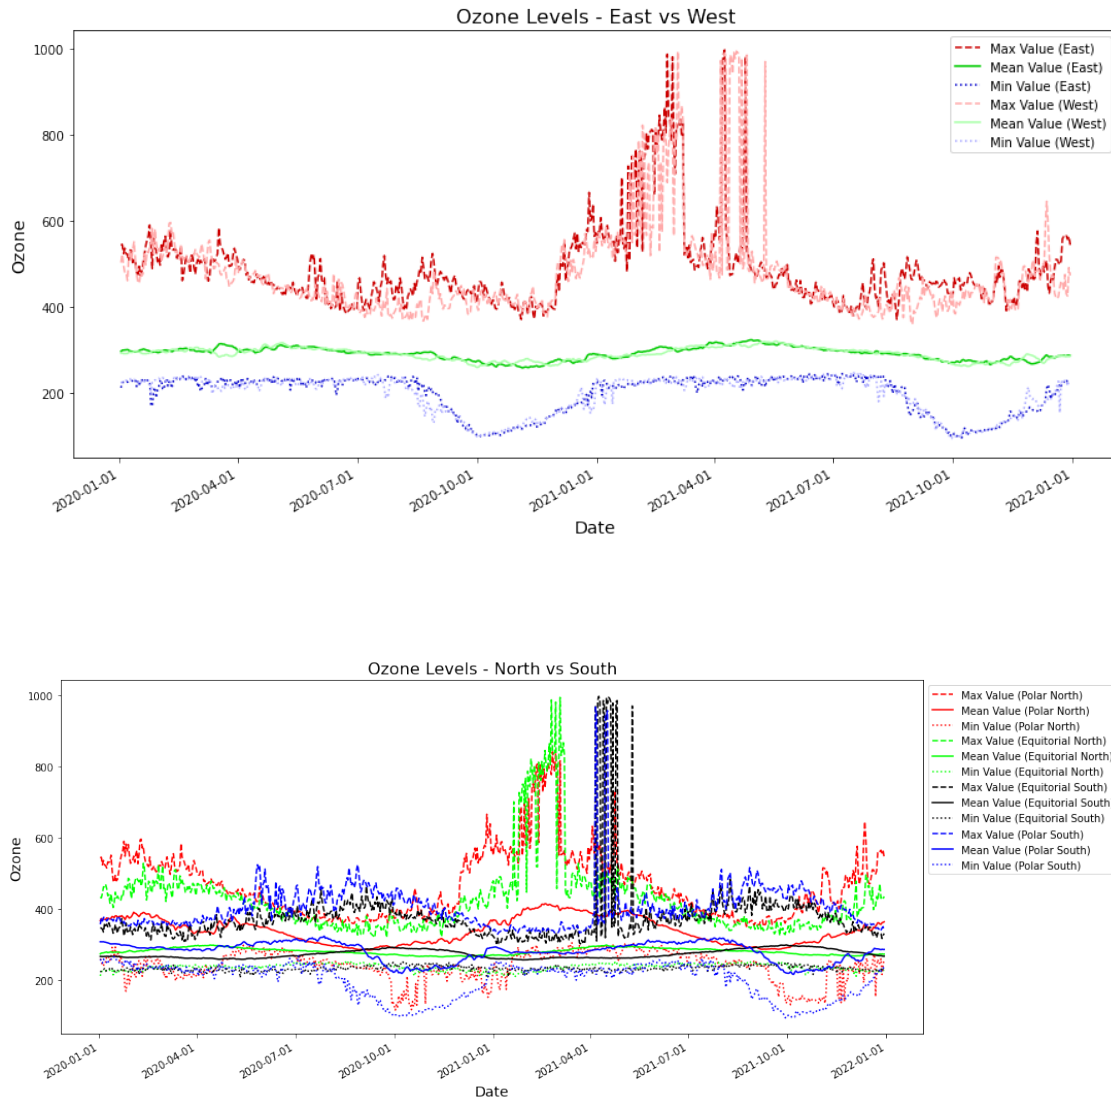 Ozone Levels - East vs West
1000
800
600
400
200
Ozone
Max Value (East)
Mean Value (East)
Min Value (East)
Max Value (West)
Mean Value (West)
Min Value (West)
2020-01-01
2020-04-01
2020-07-01
2020-10-01
2021-01-01
2021-04-01
2021-07-01
2021-10-01
2022-01-01
Date
Ozone Levels - North vs South
1000
800
600
400
200
Ozone
Max Value (Polar North)
Mean Value (Polar North)
Min Value (Polar North)
Max Value (Equitorial North)
Mean Value (Equitorial North)
Min Value (Equitorial North)
Max Value (Equitorial South)
Mean Value (Equitorial South
Min Value (Equitorial South)
Max Value (Polar South)
Mean Value (Polar South)
Min Value (Polar South)
2020-01-01
2020-04-01
2020-07-01
2020-10-01
2021-01-01
2021-04-01
2021-07-01
2021-10-01
2022-01-01
Date